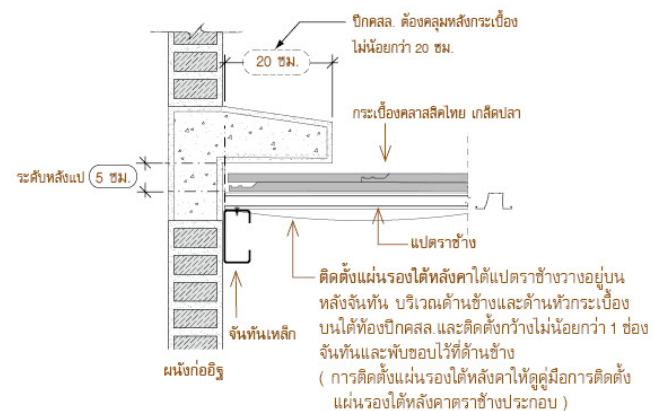 ปีกคสล. ต้องคลุมหลังกระเบื้อง
ไม่น้อยกว่า 20 ซม.
20 ซม.
กระเบื้องคลาสสิคไทย เกล็ดปลา
ระดับหลังแป 5 ซม.
แปตราช้าง
ติดตั้งแผ่นรองใต้หลังคาใต้แปตราช้างวางอยู่บน
หลังจันทัน บริเวณด้านข้างและด้านหัวกระเบื้อง
บนใต้ท้องปีกคสล.และติดตั้งกว้างไม่น้อยกว่า 1 ช่อง
จันทันและพับขอบไว้ที่ด้านข้าง
( การติดตั้งแผ่นรองใต้หลังคาให้ดูคู่มือการติดตั้ง
แผ่นรองใต้หลังคาตราช้างประกอบ )
จันทันเหล็ก
ผนังก่ออิฐ